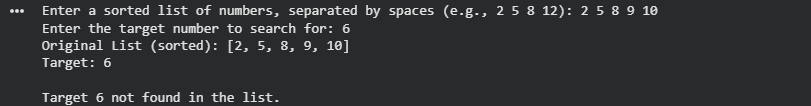 Enter a sorted list of numbers, separated by spaces (e.g., 2 5 8 12): 2 5 8 9 10
Enter the target number to search for: 6
Original List (sorted): [2, 5, 8, 9, 10]
Target: 6
Target 6 not found in the list.